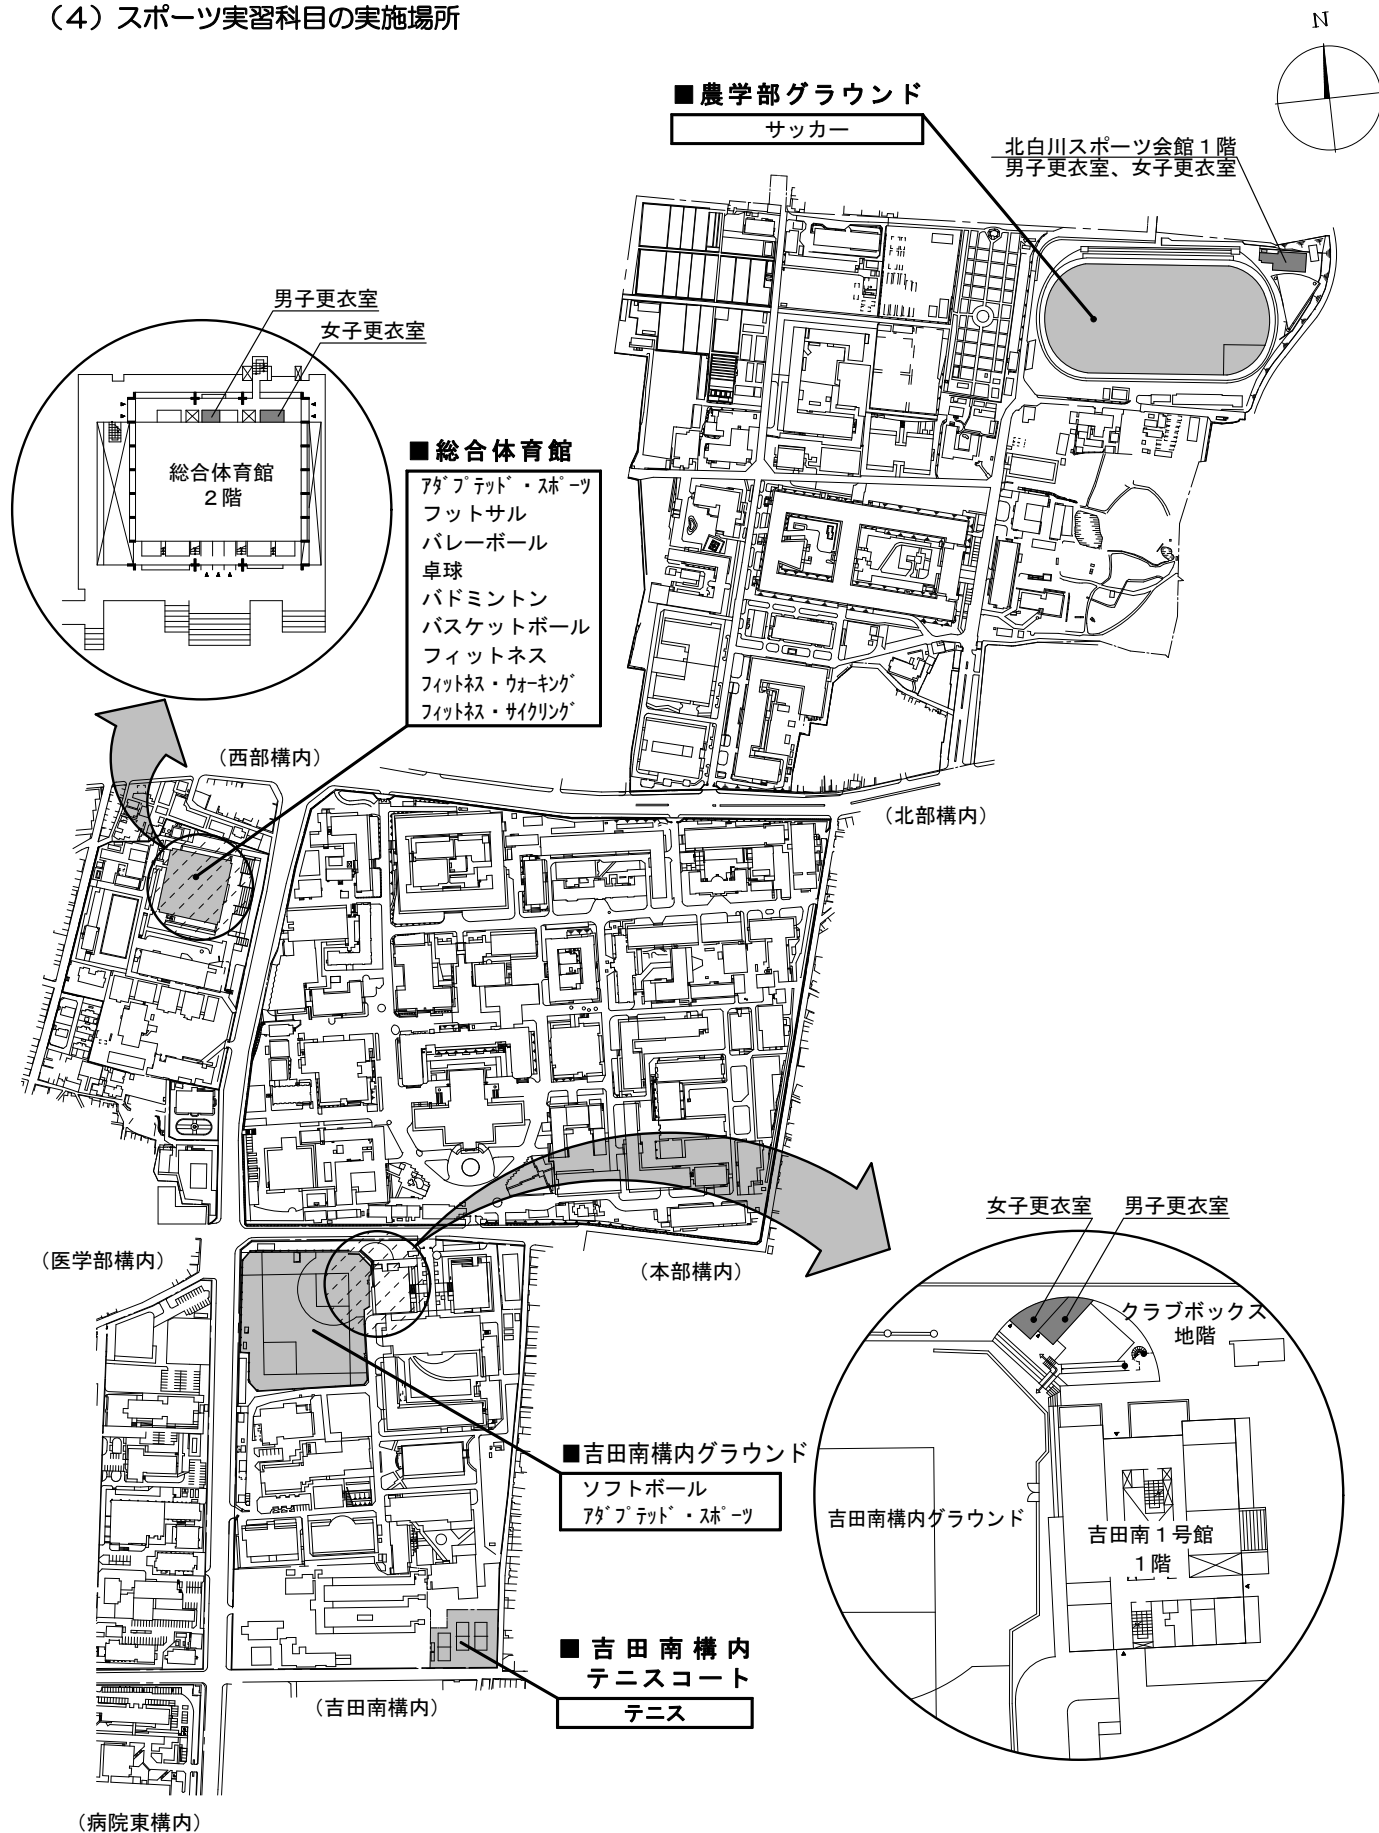 （4）スポーツ実習科目の実施場所
N
■農学部グラウンド
サッカー
北白川スポーツ会館１階
男子更衣室、女子更衣室
男子更衣室
女子更衣室
総合体育館
２階
■総合体育館
ｱﾀﾞﾌﾟﾃｯﾄﾞ・ｽﾎﾟｰﾂ
フットサル
バレーボール
卓球
バドミントン
バスケットボール
フィットネス
ﾌｨｯﾄﾈｽ・ｳｫｰｷﾝｸﾞ
ﾌｨｯﾄﾈｽ・ｻｲｸﾘﾝｸﾞ
（西部構内）
（北部構内）
（医学部構内）
（本部構内）
女子更衣室
男子更衣室
クラブボックス
地階
吉田南構内グラウンド
吉田南１号館
１階
■吉田南構内グラウンド
ソフトボール
ｱﾀﾞﾌﾟﾃｯﾄﾞ・ｽﾎﾟｰﾂ
■吉田南構内
テニスコート
テニス
（吉田南構内）
（病院東構内）